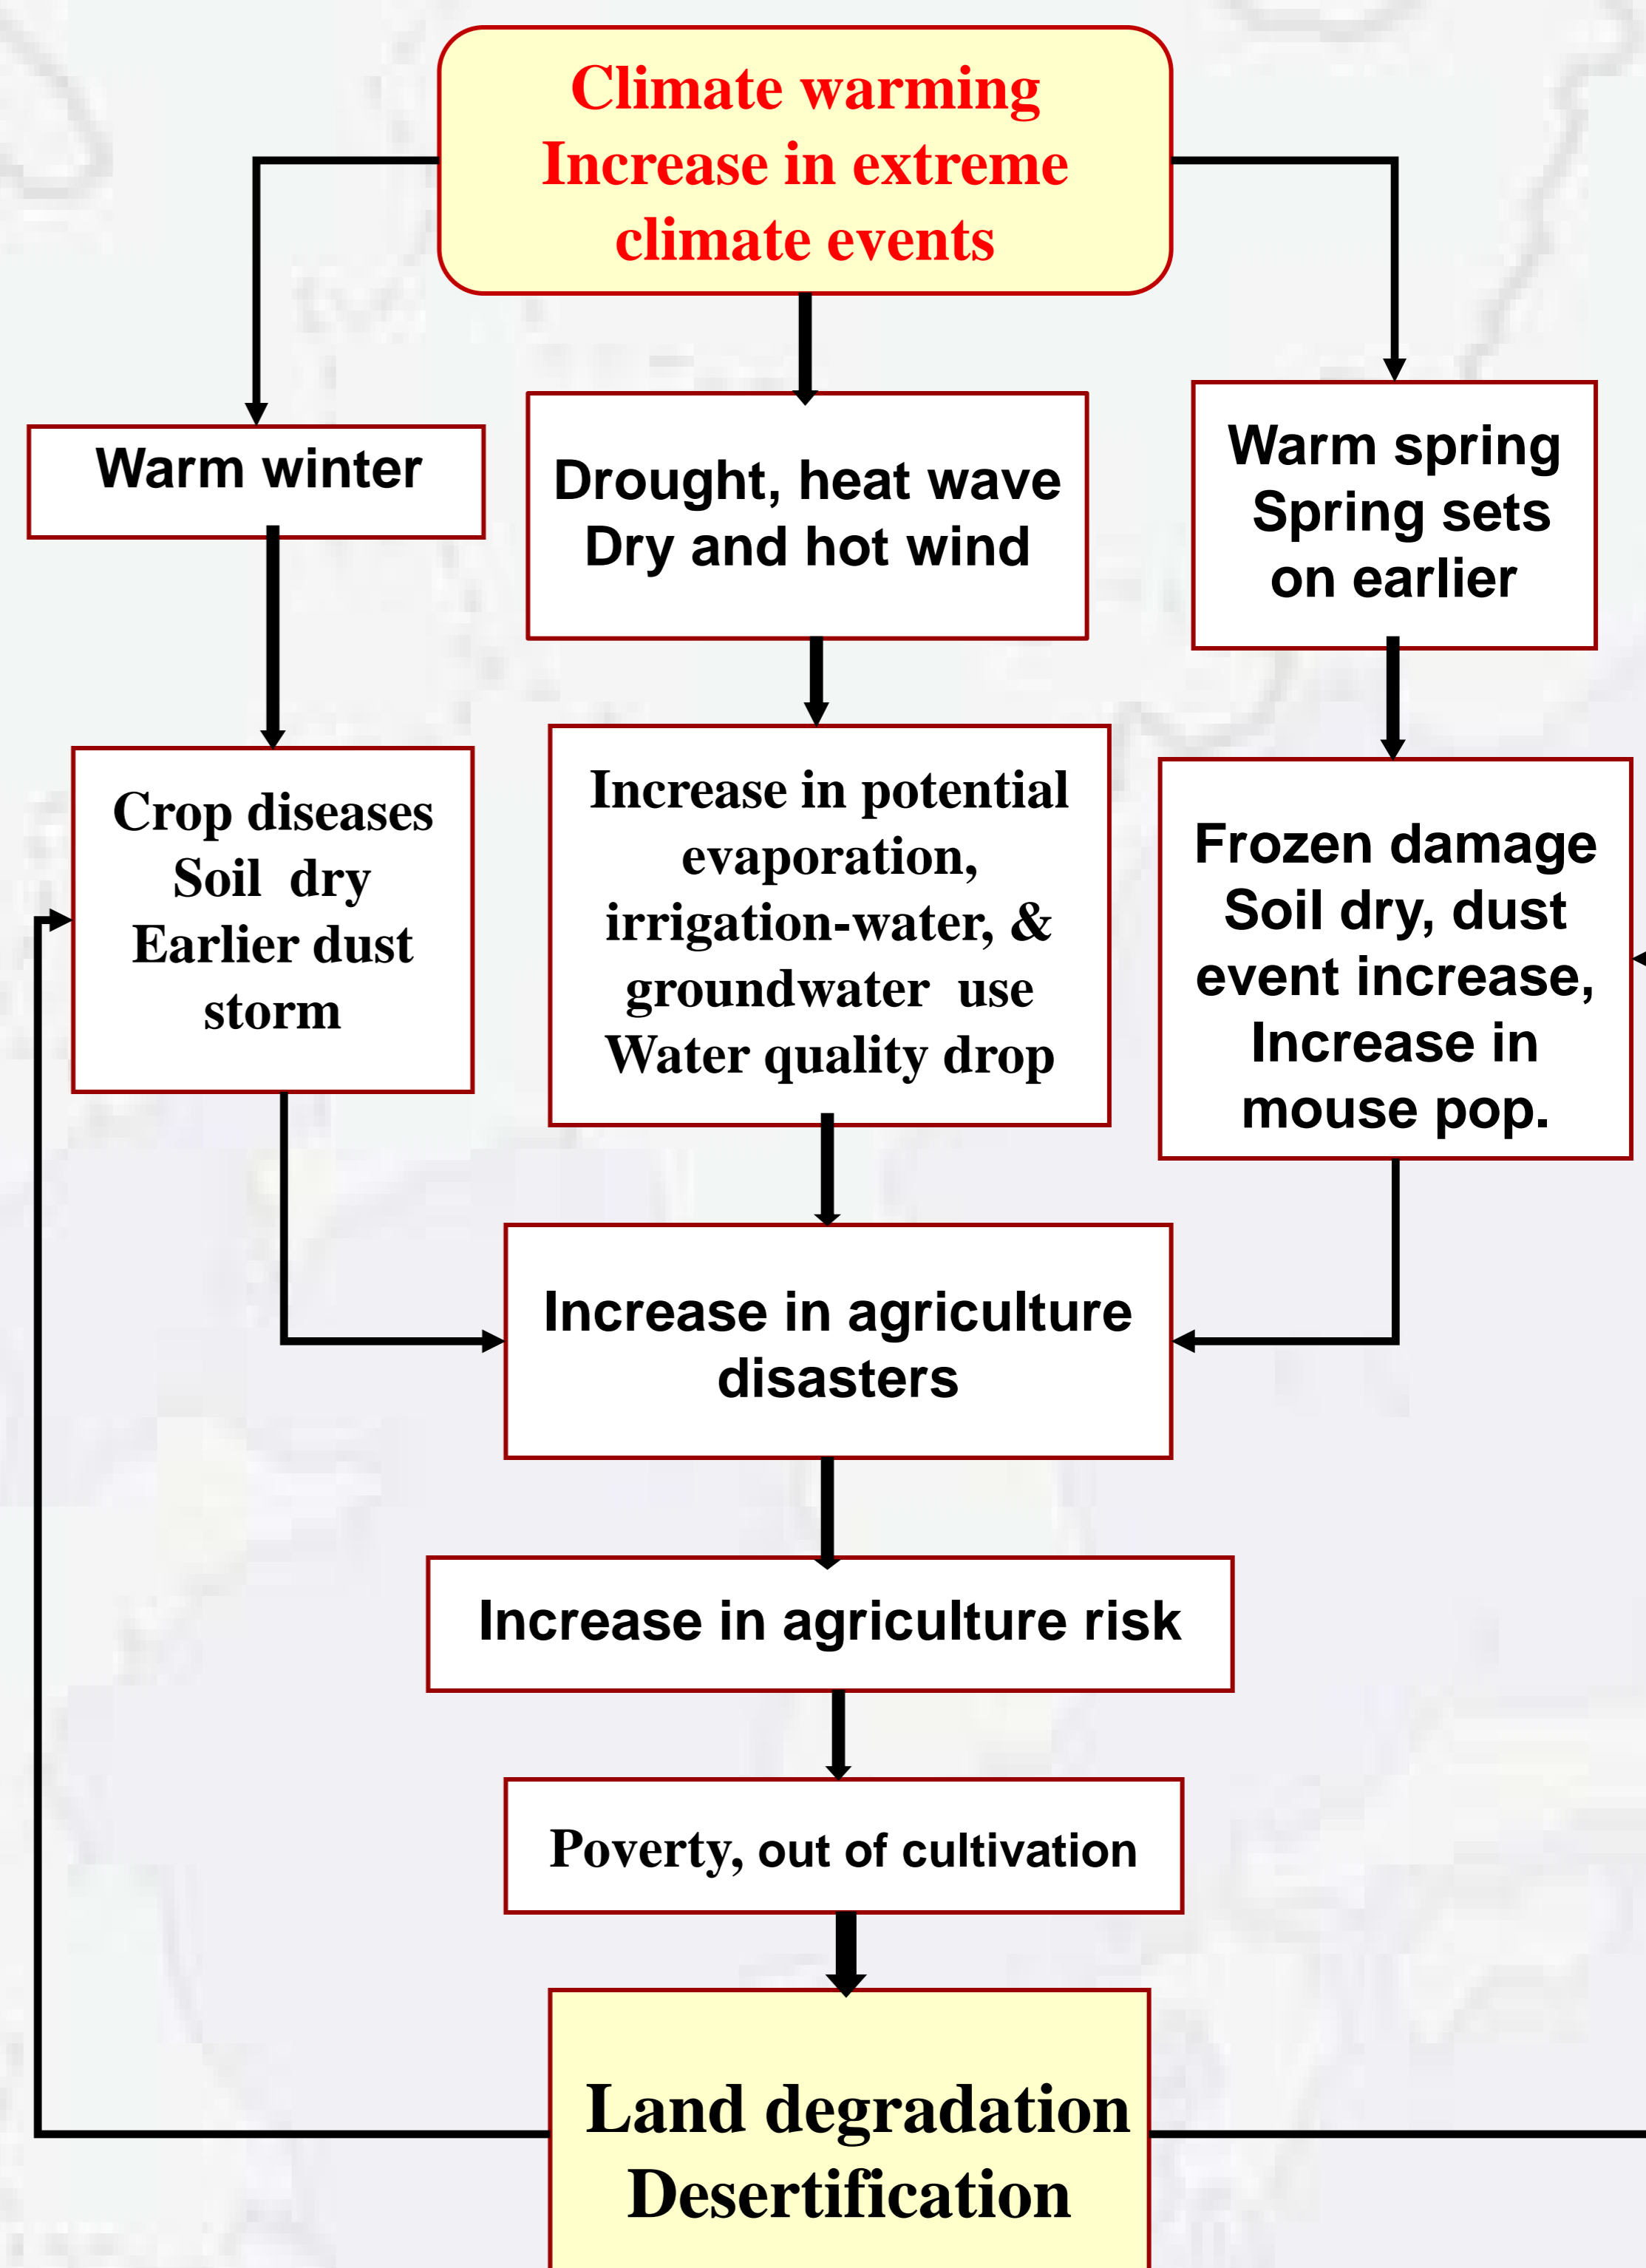 Climate warming
Increase in extreme
climate events
Warm winter
Drought, heat wave
Dry and hot wind
Warm spring
Spring sets
on earlier
Crop diseases
Soil dry
Earlier dust
storm
Increase in potential
evaporation,
irrigation-water, &
groundwater use
Water quality drop
Frozen damage
Soil dry, dust
event increase,
Increase in
mouse pop.
Increase in agriculture
disasters
Increase in agriculture risk
Poverty, out of cultivation
Land degradation
Desertification